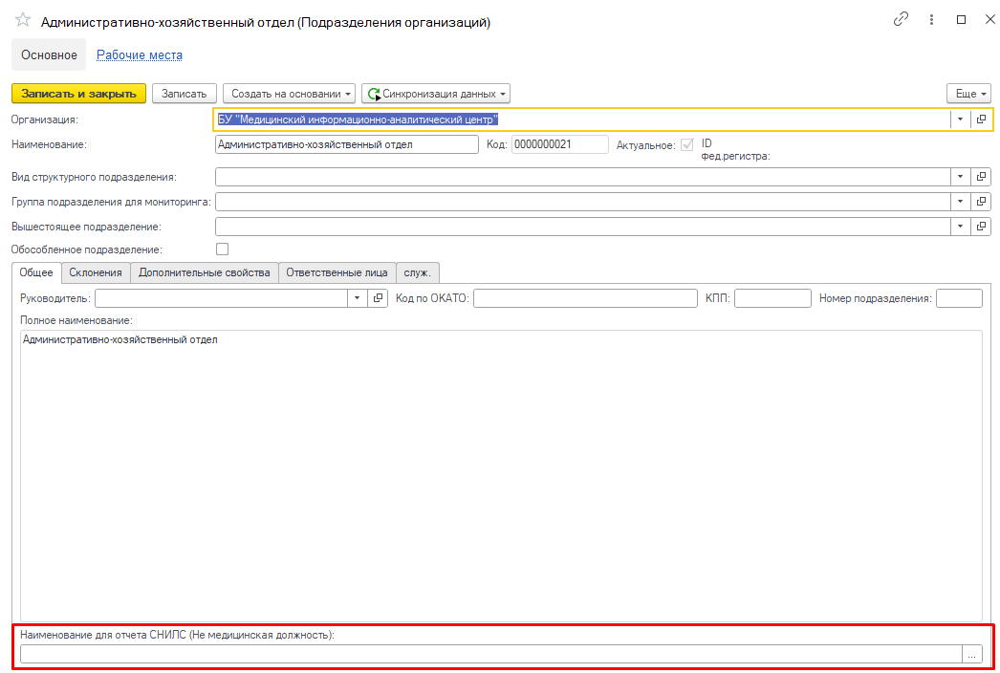 Административно-хозяйственный отдел (Подразделения организаций)
Основное Рабочие места
Записать и закрыть Записать Создать на основании Синхронизация данных Еще
Организация: БУ "Медицинский информационно-аналитический центр"
Наименование: Административно-хозяйственный отдел Код: 0000000021 Актуальное: ID
Фед.регистра:
Вид структурного подразделения:
Группа подразделения для мониторинга:
Вышестоящее подразделение:
Обособленное подразделение:
Общее Склонения Дополнительные свойства Ответственные лица служ.
Руководитель: Код по ОКАТО: КПП: Номер подразделения:
Полное наименование:
Административно-хозяйственный отдел
Наименование для отчета СНИЛС (Не медицинская должность):
...